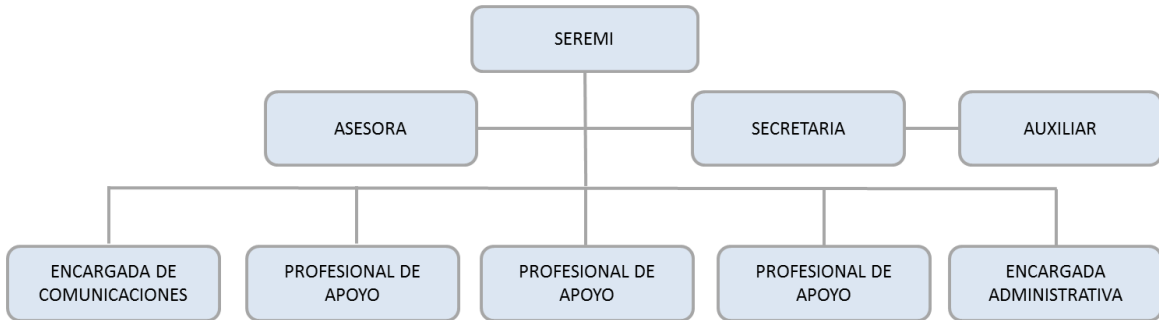 SEREMI
ASESORA
SECRETARIA
AUXILIAR
ENCARGADA DE
COMUNICACIONES
PROFESIONAL DE
APOYO
PROFESIONAL DE
APOYO
PROFESIONAL DE
APOYO
ENCARGADA
ADMINISTRATIVA